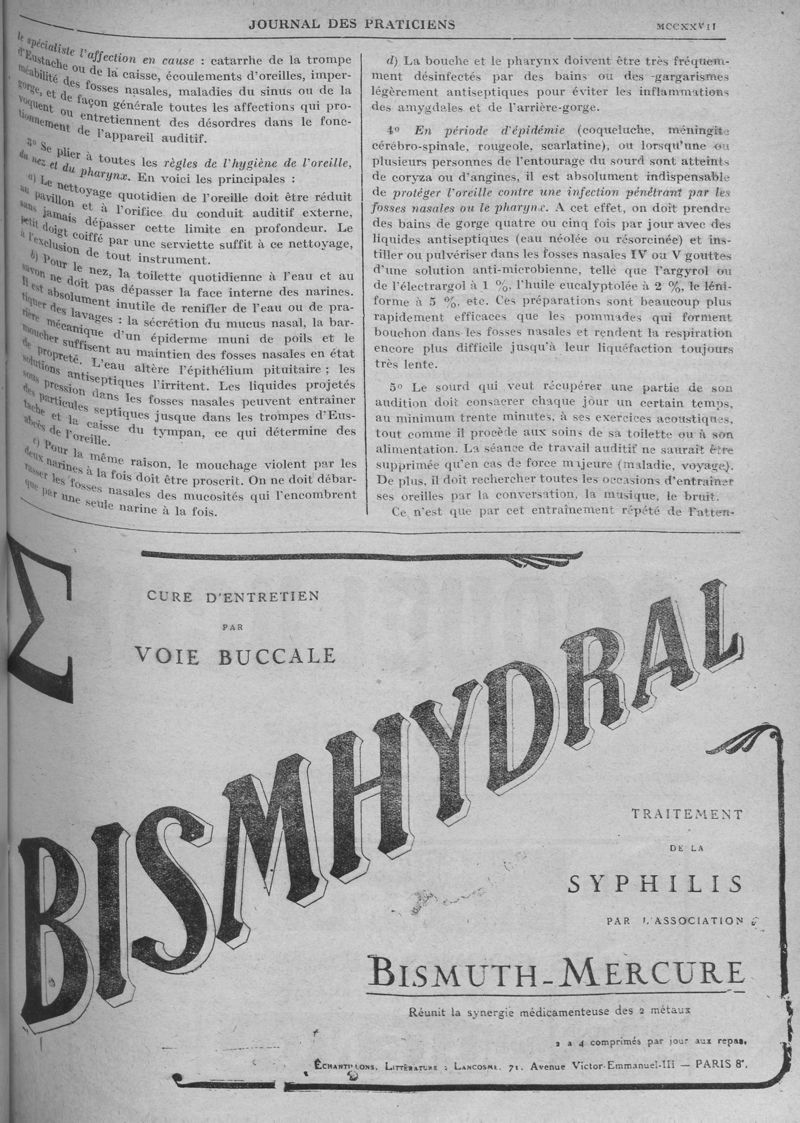 JOURNAL DES PRATICIENS
MCCXXVII
le spécialiste l'affection en cause : catarrhe de la trompe
d'Eustache ou de la caisse, écoulements d'oreilles, imper-
méabilité des fosses nasales, maladies du sinus ou de la
gorge, et de façon générale toutes les affections qui pro-
voquent ou entretiennent des désordres dans le fonc-
tionnement de l'appareil auditif.
3º Se plier à toutes les règles de l'hygiène de l'oreille,
du nez et du pharynx. En voici les principales :
a) Le nettoyage quotidien de l'oreille doit être réduit
au pavillon et à l'orifice du conduit auditif externe,
sans jamais dépasser cette limite en profondeur. Le
petit doigt coiffé par une serviette suffit à ce nettoyage,
à l'exclusion de tout instrument.
b) Pour le nez, la toilette quotidienne à l'eau et au
savon ne doit pas dépasser la face interne des narines.
Il est absolument inutile de renifler de l'eau ou de pra-
tiquer des lavages : la sécrétion du mucus nasal, la bar-
rière mécanique d'un épiderme muni de poils et le
moucher suffisent au maintien des fosses nasales en état
de propreté. L'eau altère l'épithélium pituitaire ; les
solutions antiseptiques l'irritent. Les liquides projetés
sous pression dans les fosses nasales peuvent entraîner
des particules septiques jusque dans les trompes d'Eus-
tache et la caisse du tympan, ce qui détermine des
abcès de l'oreille.
c) Pour la même raison, le mouchage violent par les
deux narines à la fois doit être proscrit. On ne doit débar-
rasser les fosses nasales des mucosités qui l'encombrent
que par une seule narine à la fois.
d) La bouche et le pharynx doivent être très fréquem-
ment désinfectés par des bains ou des gargarismes
légèrement antiseptiques pour éviter les inflammations
des amygdales et de l'arrière-gorge.
4º En période d'épidémie (coqueluche, méningite
cérébro-spinale, rougeole, scarlatine), ou lorsqu'une ou
plusieurs personnes de l'entourage du sourd sont atteints
de coryza ou d'angines, il est absolument indispensable
de protéger l'oreille contre une infection pénétrant par les
fosses nasales ou le pharynx. A cet effet, on doit prendre
des bains de gorge quatre ou cinq fois par jour avec des
liquides antiseptiques (eau néolée ou résorcinée) et ins-
tiller ou pulvériser dans les fosses nasales IV ou V gouttes
d'une solution anti-microbienne, telle que l'argyrol ou
de l'électrargol à 1 %, l'huile eucalyptolée à 2 %, le léni-
forme à 5 %, etc. Ces préparations sont beaucoup plus
rapidement efficaces que les pommades qui forment
bouchon dans les fosses nasales et rendent la respiration
encore plus difficile jusqu'à leur liquéfaction toujours
très lente.
5º Le sourd qui veut récupérer une partie de son
audition doit consacrer chaque jour un certain temps,
au minimum trente minutes, à ses exercices acoustiques,
tout comme il procède aux soins de sa toilette ou à son
alimentation. La séance de travail auditif ne saurait être
supprimée qu'en cas de force majeure (maladie, voyage).
De plus, il doit rechercher toutes les occasions d'entraîner
ses oreilles par la conversation, la musique, le bruit.
Ce n'est que par cet entraînement répété de l'atten-
Σ
CURE D'ENTRETIEN
PAR
VOIE BUCCALE
BISMHYDRAL
TRAITEMENT
DE LA
SYPHILIS
PAR L'ASSOCIATION
BISMUTH-MERCURE
Réunit la synergie médicamenteuse des 2 métaux
2 a 4 comprimés par jour aux repas,
ÉCHANTILLONS, LITTÉRATURE : LANCOSME, 71, Avenue Victor-Emmanuel-III — PARIS 8e.